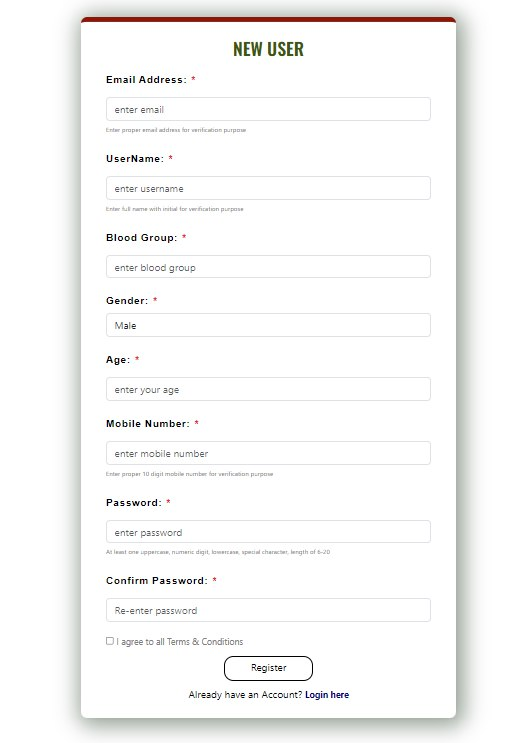 NEW USER
Email Address: *
enter email
Enter proper email address for verification purpose
UserName: *
enter username
Enter full name with initial for verification purpose
Blood Group: *
enter blood group
Gender: *
Male
Age: *
enter your age
Mobile Number: *
enter mobile number
Enter proper 10 digit mobile number for verification purpose
Password: *
enter password
At least one uppercase, numeric digit, lowercase, special character, length of 6-20
Confirm Password: *
Re-enter password
I agree to all Terms & Conditions
Register
Already have an Account? Login here